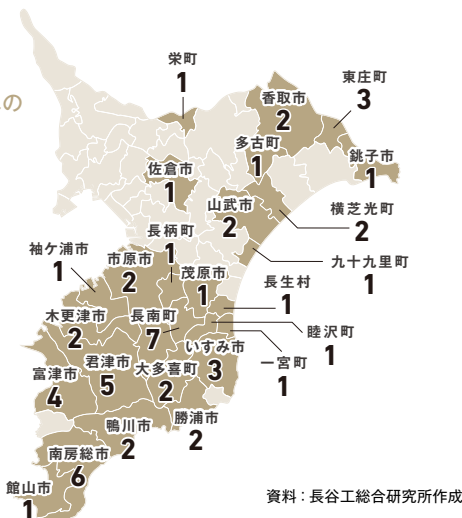 の
栄町
1
東庄町
3
香取市
2
多古町
1
銚子市
1
佐倉市
1
山武市
2
横芝光町
2
長柄町
1
九十九里町
1
袖ケ浦市
1
市原市
2
茂原市
1
長生村
1
木更津市
2
長南町
7
睦沢町
1
いすみ市
3
一宮町
1
君津市
5
大多喜町
2
富津市
4
勝浦市
2
鴨川市
2
南房総市
6
館山市
1
資料：長谷工総合研究所作成